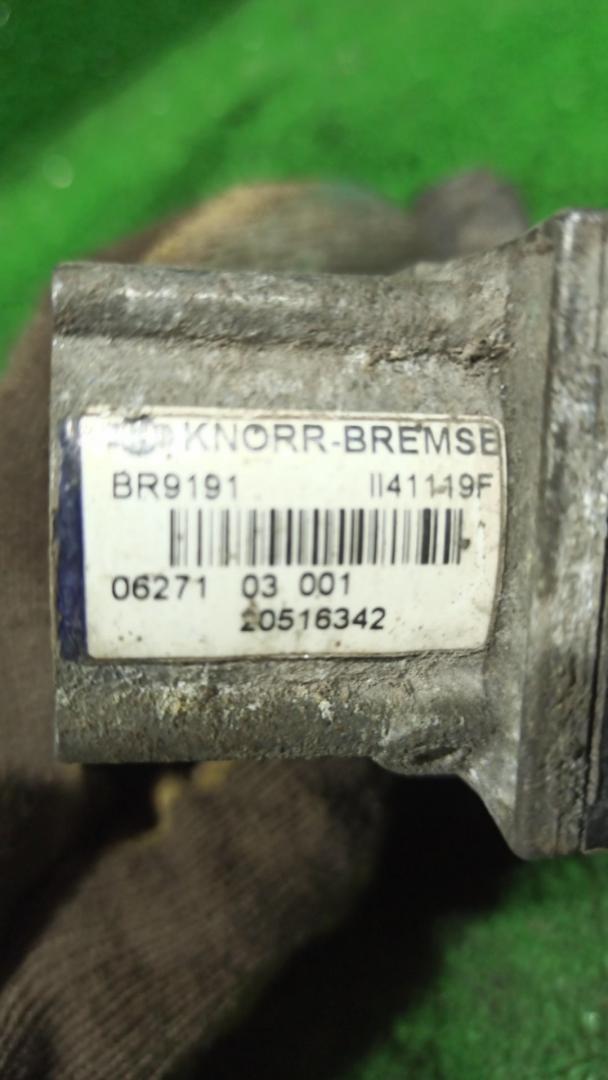 KNORR-BREMSE
BR9191 II41119F
06271 03 001
20516342